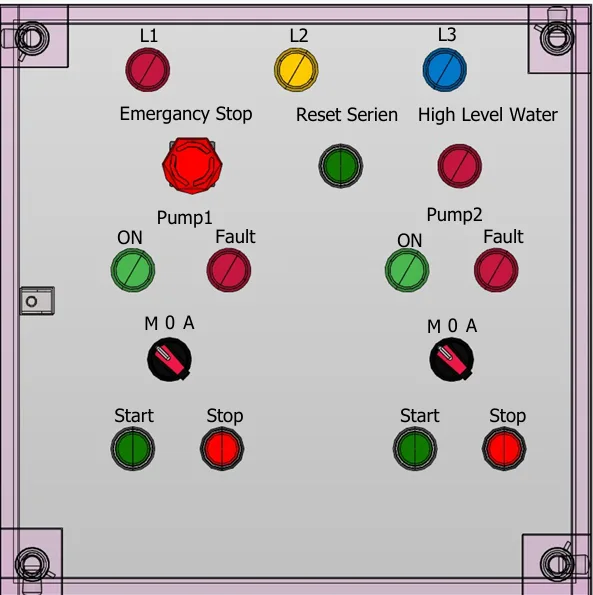 L1 L2 L3
Emergancy Stop Reset Serien High Level Water
Pump1 Pump2
ON Fault ON Fault
M 0 A M 0 A
Start Stop Start Stop